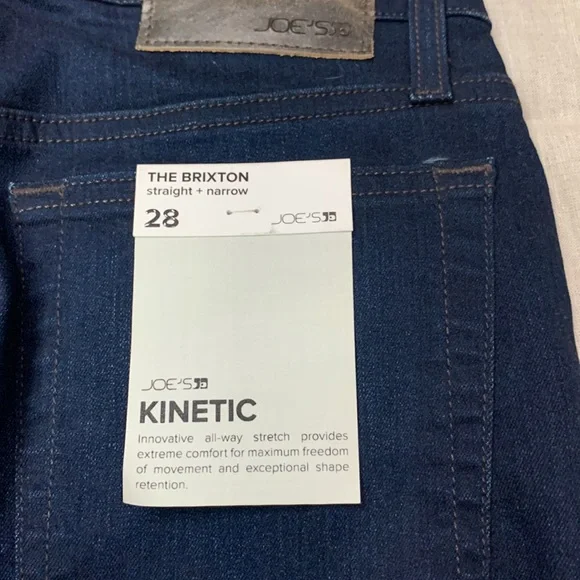 JOE'S
THE BRIXTON
straight + narrow
28 JOE'S
JOE'S
KINETIC
Innovative all-way stretch provides
extreme comfort for maximum freedom
of movement and exceptional shape
retention.